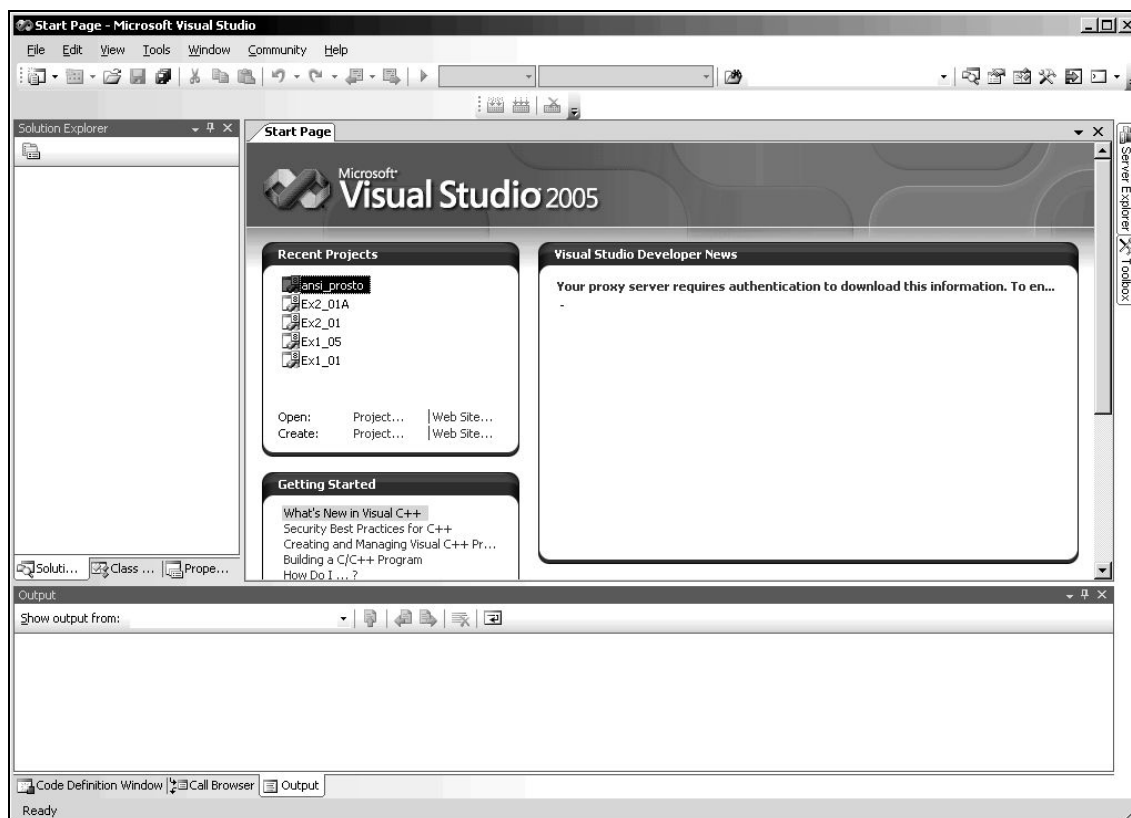 Start Page - Microsoft Visual Studio
File Edit View Tools Window Community Help
Solution Explorer
Start Page
Microsoft
Visual Studio 2005
Recent Projects
ansi_prosto
Ex2_01A
Ex2_01
Ex1_05
Ex1_01
Open: Project... | Web Site...
Create: Project... | Web Site...
Getting Started
What's New in Visual C++
Security Best Practices for C++
Creating and Managing Visual C++ Pr...
Building a C/C++ Program
How Do I ... ?
Visual Studio Developer News
Your proxy server requires authentication to download this information. To en...
-
Server Explorer
Toolbox
Soluti... Class ... Prope...
Output
Show output from:
Code Definition Window Call Browser Output
Ready